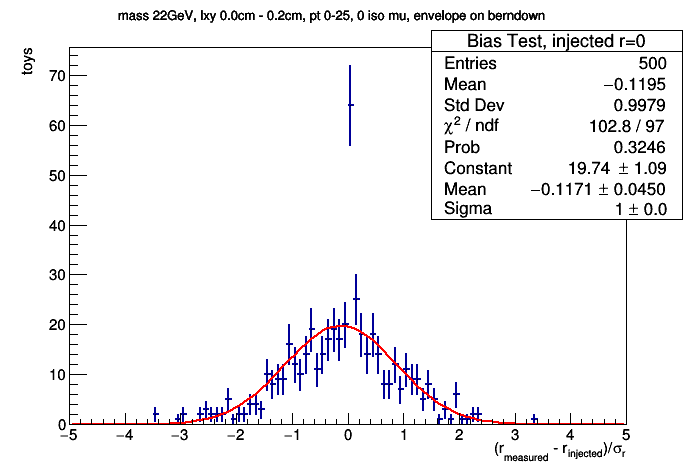 mass 22GeV, lxy 0.0cm - 0.2cm, pt 0-25, 0 iso mu, envelope on berndown
Bias Test, injected r=0
Entries 500
Mean −0.1195
Std Dev 0.9979
χ² / ndf 102.8 / 97
Prob 0.3246
Constant 19.74 ± 1.09
Mean −0.1171 ± 0.0450
Sigma 1 ± 0.0
toys
70
60
50
40
30
20
10
0
−5 −4 −3 −2 −1 0 1 2 3 4 5
(r_measured - r_injected)/σ_r